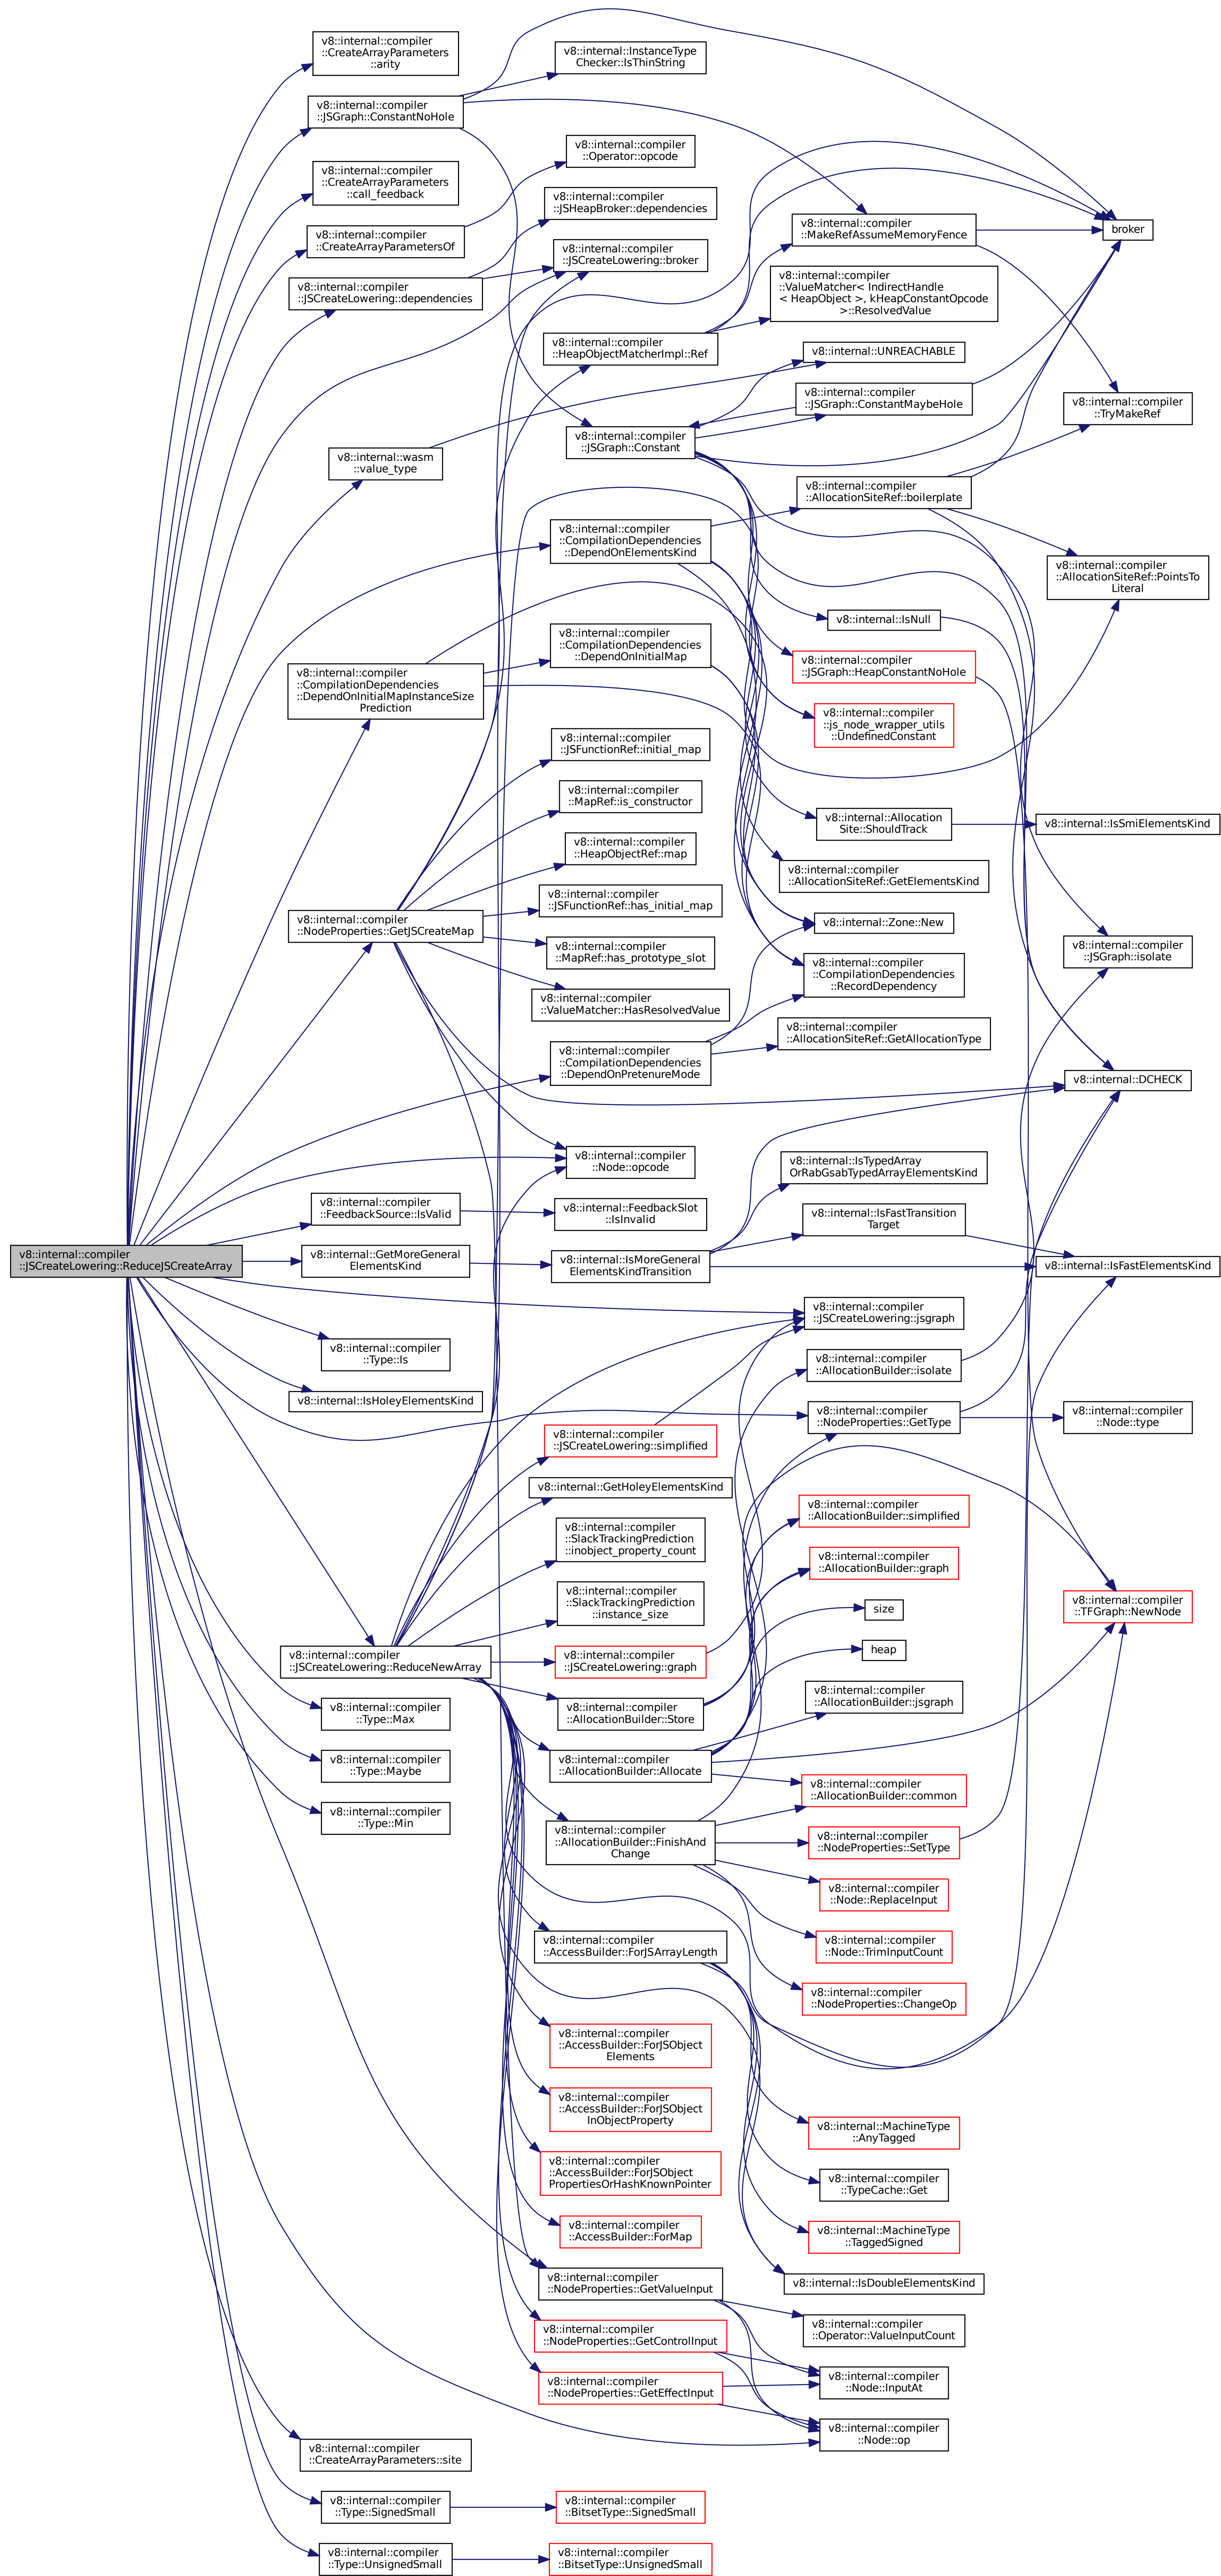 v8::internal::compiler
::JSCreateLowering::ReduceJSCreateArray
v8::internal::compiler
::CreateArrayParameters
::arity
v8::internal::compiler
::JSGraph::ConstantNoHole
v8::internal::compiler
::CreateArrayParameters
::call_feedback
v8::internal::compiler
::CreateArrayParametersOf
v8::internal::compiler
::JSCreateLowering::dependencies
v8::internal::wasm
::value_type
v8::internal::compiler
::CompilationDependencies
::DependOnInitialMapInstanceSize
Prediction
v8::internal::compiler
::NodeProperties::GetJSCreateMap
v8::internal::compiler
::FeedbackSource::IsValid
v8::internal::GetMoreGeneral
ElementsKind
v8::internal::compiler
::Type::Is
v8::internal::IsHoleyElementsKind
v8::internal::compiler
::JSCreateLowering::ReduceNewArray
v8::internal::compiler
::Type::Max
v8::internal::compiler
::Type::Maybe
v8::internal::compiler
::Type::Min
v8::internal::compiler
::CreateArrayParameters::site
v8::internal::compiler
::Type::SignedSmall
v8::internal::compiler
::Type::UnsignedSmall
v8::internal::InstanceType
Checker::IsThinString
v8::internal::compiler
::Operator::opcode
v8::internal::compiler
::JSHeapBroker::dependencies
v8::internal::compiler
::JSCreateLowering::broker
v8::internal::compiler
::HeapObjectMatcherImpl::Ref
v8::internal::compiler
::JSGraph::Constant
v8::internal::compiler
::CompilationDependencies
::DependOnElementsKind
v8::internal::compiler
::CompilationDependencies
::DependOnInitialMap
v8::internal::compiler
::JSFunctionRef::initial_map
v8::internal::compiler
::MapRef::is_constructor
v8::internal::compiler
::HeapObjectRef::map
v8::internal::compiler
::JSFunctionRef::has_initial_map
v8::internal::compiler
::MapRef::has_prototype_slot
v8::internal::compiler
::ValueMatcher::HasResolvedValue
v8::internal::compiler
::CompilationDependencies
::DependOnPretenureMode
v8::internal::compiler
::Node::opcode
v8::internal::FeedbackSlot
::IsInvalid
v8::internal::IsMoreGeneral
ElementsKindTransition
v8::internal::compiler
::JSCreateLowering::simplified
v8::internal::GetHoleyElementsKind
v8::internal::compiler
::SlackTrackingPrediction
::inobject_property_count
v8::internal::compiler
::SlackTrackingPrediction
::instance_size
v8::internal::compiler
::JSCreateLowering::graph
v8::internal::compiler
::AllocationBuilder::Store
v8::internal::compiler
::AllocationBuilder::Allocate
v8::internal::compiler
::AllocationBuilder::FinishAnd
Change
v8::internal::compiler
::AccessBuilder::ForJSArrayLength
v8::internal::compiler
::AccessBuilder::ForJSObject
Elements
v8::internal::compiler
::AccessBuilder::ForJSObject
InObjectProperty
v8::internal::compiler
::AccessBuilder::ForJSObject
PropertiesOrHashKnownPointer
v8::internal::compiler
::AccessBuilder::ForMap
v8::internal::compiler
::NodeProperties::GetValueInput
v8::internal::compiler
::NodeProperties::GetControlInput
v8::internal::compiler
::NodeProperties::GetEffectInput
v8::internal::compiler
::BitsetType::SignedSmall
v8::internal::compiler
::BitsetType::UnsignedSmall
v8::internal::compiler
::MakeRefAssumeMemoryFence
v8::internal::compiler
::ValueMatcher< IndirectHandle
< HeapObject >, kHeapConstantOpcode
>::ResolvedValue
v8::internal::UNREACHABLE
v8::internal::compiler
::JSGraph::ConstantMaybeHole
v8::internal::compiler
::AllocationSiteRef::boilerplate
v8::internal::IsNull
v8::internal::compiler
::JSGraph::HeapConstantNoHole
v8::internal::compiler
::js_node_wrapper_utils
::UndefinedConstant
v8::internal::Allocation
Site::ShouldTrack
v8::internal::compiler
::AllocationSiteRef::GetElementsKind
v8::internal::Zone::New
v8::internal::compiler
::CompilationDependencies
::RecordDependency
v8::internal::compiler
::AllocationSiteRef::GetAllocationType
v8::internal::IsTypedArray
OrRabGsabTypedArrayElementsKind
v8::internal::IsFastTransition
Target
v8::internal::compiler
::JSCreateLowering::jsgraph
v8::internal::compiler
::AllocationBuilder::isolate
v8::internal::compiler
::NodeProperties::GetType
v8::internal::compiler
::AllocationBuilder::simplified
v8::internal::compiler
::AllocationBuilder::graph
size
heap
v8::internal::compiler
::AllocationBuilder::jsgraph
v8::internal::compiler
::AllocationBuilder::common
v8::internal::compiler
::NodeProperties::SetType
v8::internal::compiler
::Node::ReplaceInput
v8::internal::compiler
::Node::TrimInputCount
v8::internal::compiler
::NodeProperties::ChangeOp
v8::internal::MachineType
::AnyTagged
v8::internal::compiler
::TypeCache::Get
v8::internal::MachineType
::TaggedSigned
v8::internal::IsDoubleElementsKind
v8::internal::compiler
::Operator::ValueInputCount
v8::internal::compiler
::Node::InputAt
v8::internal::compiler
::Node::op
broker
v8::internal::compiler
::TryMakeRef
v8::internal::compiler
::AllocationSiteRef::PointsTo
Literal
v8::internal::IsSmiElementsKind
v8::internal::compiler
::JSGraph::isolate
v8::internal::DCHECK
v8::internal::IsFastElementsKind
v8::internal::compiler
::Node::type
v8::internal::compiler
::TFGraph::NewNode